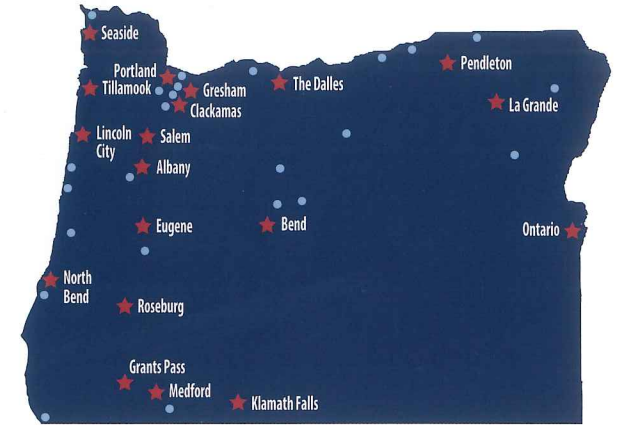 Seaside
Portland
Tillamook
Gresham
Clackamas
The Dalles
Pendleton
La Grande
Lincoln
City
Salem
Albany
Eugene
Bend
Ontario
North
Bend
Roseburg
Grants Pass
Medford
Klamath Falls